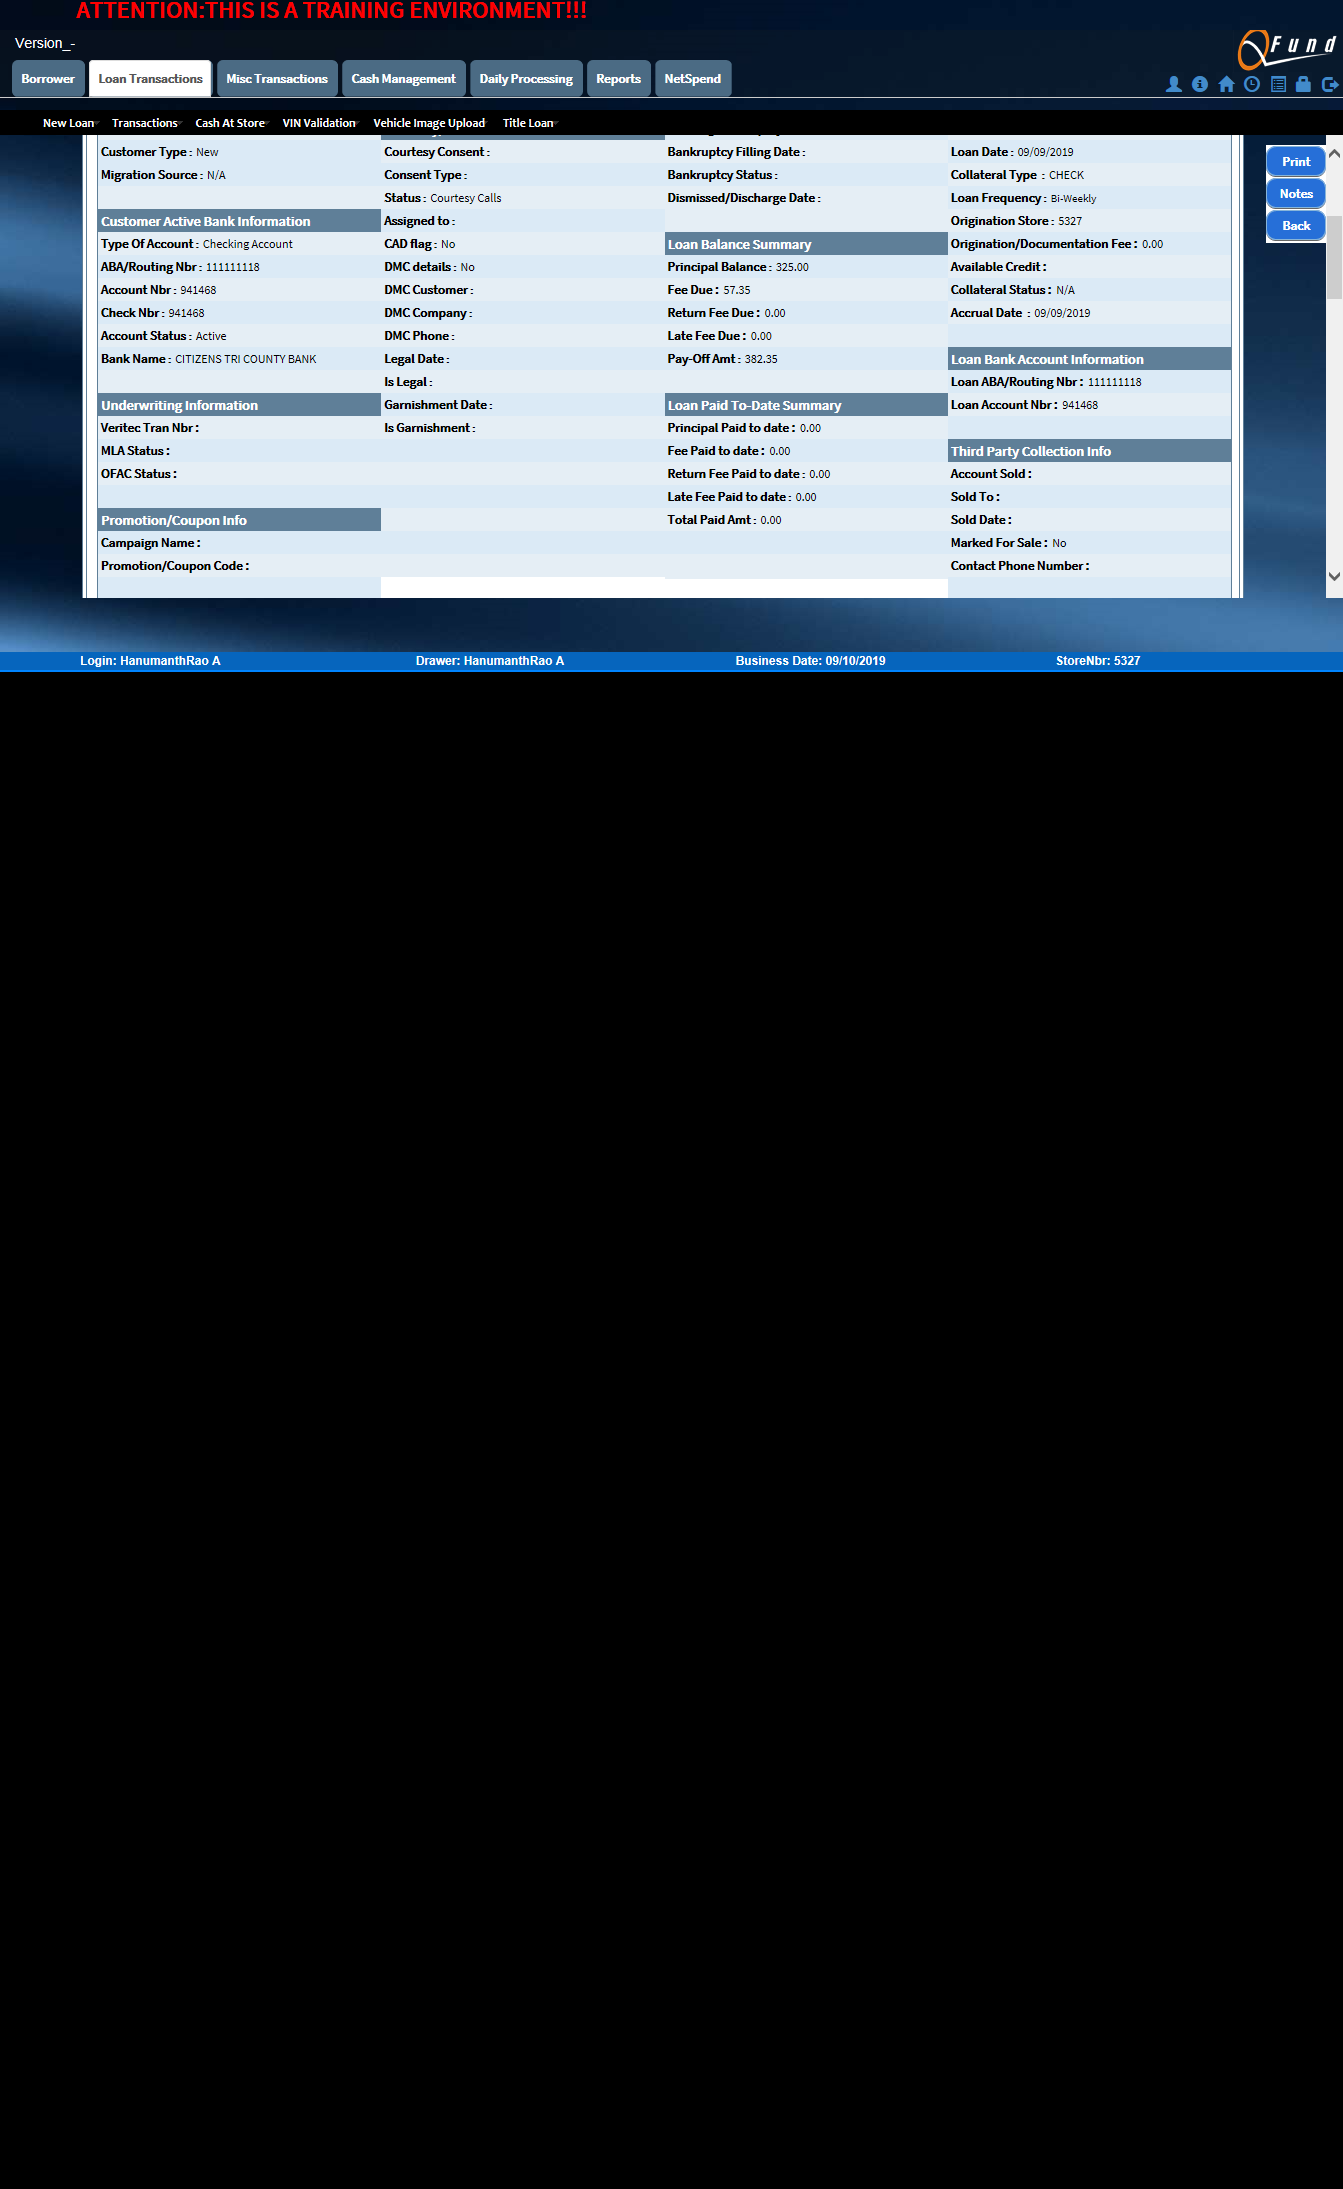 ATTENTION:THIS IS A TRAINING ENVIRONMENT!!!
Version_-
QFund
Borrower
Loan Transactions
Misc Transactions
Cash Management
Daily Processing
Reports
NetSpend
New Loan
Transactions
Cash At Store
VIN Validation
Vehicle Image Upload
Title Loan
Customer Type : New
Migration Source : N/A
Customer Active Bank Information
Type Of Account : Checking Account
ABA/Routing Nbr : 111111118
Account Nbr : 941468
Check Nbr : 941468
Account Status : Active
Bank Name : CITIZENS TRI COUNTY BANK
Underwriting Information
Veritec Tran Nbr :
MLA Status :
OFAC Status :
Promotion/Coupon Info
Campaign Name :
Promotion/Coupon Code :
Courtesy Consent :
Consent Type :
Status : Courtesy Calls
Assigned to :
CAD flag : No
DMC details : No
DMC Customer :
DMC Company :
DMC Phone :
Legal Date :
Is Legal :
Garnishment Date :
Is Garnishment :
Bankruptcy Filling Date :
Bankruptcy Status :
Dismissed/Discharge Date :
Loan Balance Summary
Principal Balance : 325.00
Fee Due : 57.35
Return Fee Due : 0.00
Late Fee Due : 0.00
Pay-Off Amt : 382.35
Loan Paid To-Date Summary
Principal Paid to date : 0.00
Fee Paid to date : 0.00
Return Fee Paid to date : 0.00
Late Fee Paid to date : 0.00
Total Paid Amt : 0.00
Loan Date : 09/09/2019
Collateral Type : CHECK
Loan Frequency : Bi-Weekly
Origination Store : 5327
Origination/Documentation Fee : 0.00
Available Credit :
Collateral Status : N/A
Accrual Date : 09/09/2019
Loan Bank Account Information
Loan ABA/Routing Nbr : 111111118
Loan Account Nbr : 941468
Third Party Collection Info
Account Sold :
Sold To :
Sold Date :
Marked For Sale : No
Contact Phone Number :
Print
Notes
Back
Login: HanumanthRao A
Drawer: HanumanthRao A
Business Date: 09/10/2019
StoreNbr: 5327